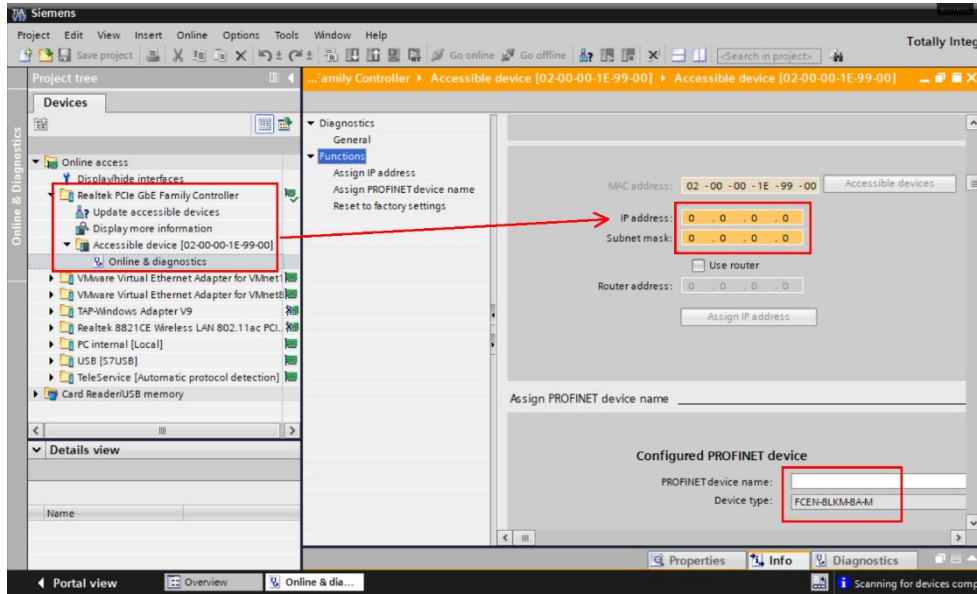 Siemens
Project Edit View Insert Online Options Tools Window Help
Totally Integ
Save project Go online Go offline <Search in project>
Project tree
...amily Controller Accessible device [02-00-00-1E-99-00] Accessible device [02-00-00-1E-99-00]
Devices
Online & Diagnostics
Online access
Display/hide interfaces
Realtek PCIe GbE Family Controller
Update accessible devices
Display more information
Accessible device [02-00-00-1E-99-00]
Online & diagnostics
VMware Virtual Ethernet Adapter for VMnet1
VMware Virtual Ethernet Adapter for VMnet8
TAP-Windows Adapter V9
Realtek 8821CE Wireless LAN 802.11ac PCI..
PC internal [Local]
USB [S7USB]
TeleService [Automatic protocol detection]
Card Reader/USB memory
Details view
Name
Diagnostics
General
Functions
Assign IP address
Assign PROFINET device name
Reset to factory settings
MAC address: 02 -00 -00 -1E -99 -00 Accessible devices
IP address: 0 . 0 . 0 . 0
Subnet mask: 0 . 0 . 0 . 0
Use router
Router address: 0 . 0 . 0 . 0
Assign IP address
Assign PROFINET device name
Configured PROFINET device
PROFINET device name:
Device type: FCEN-8LKM-8A-M
Properties Info Diagnostics
Portal view Overview Online & dia... Scanning for devices comp